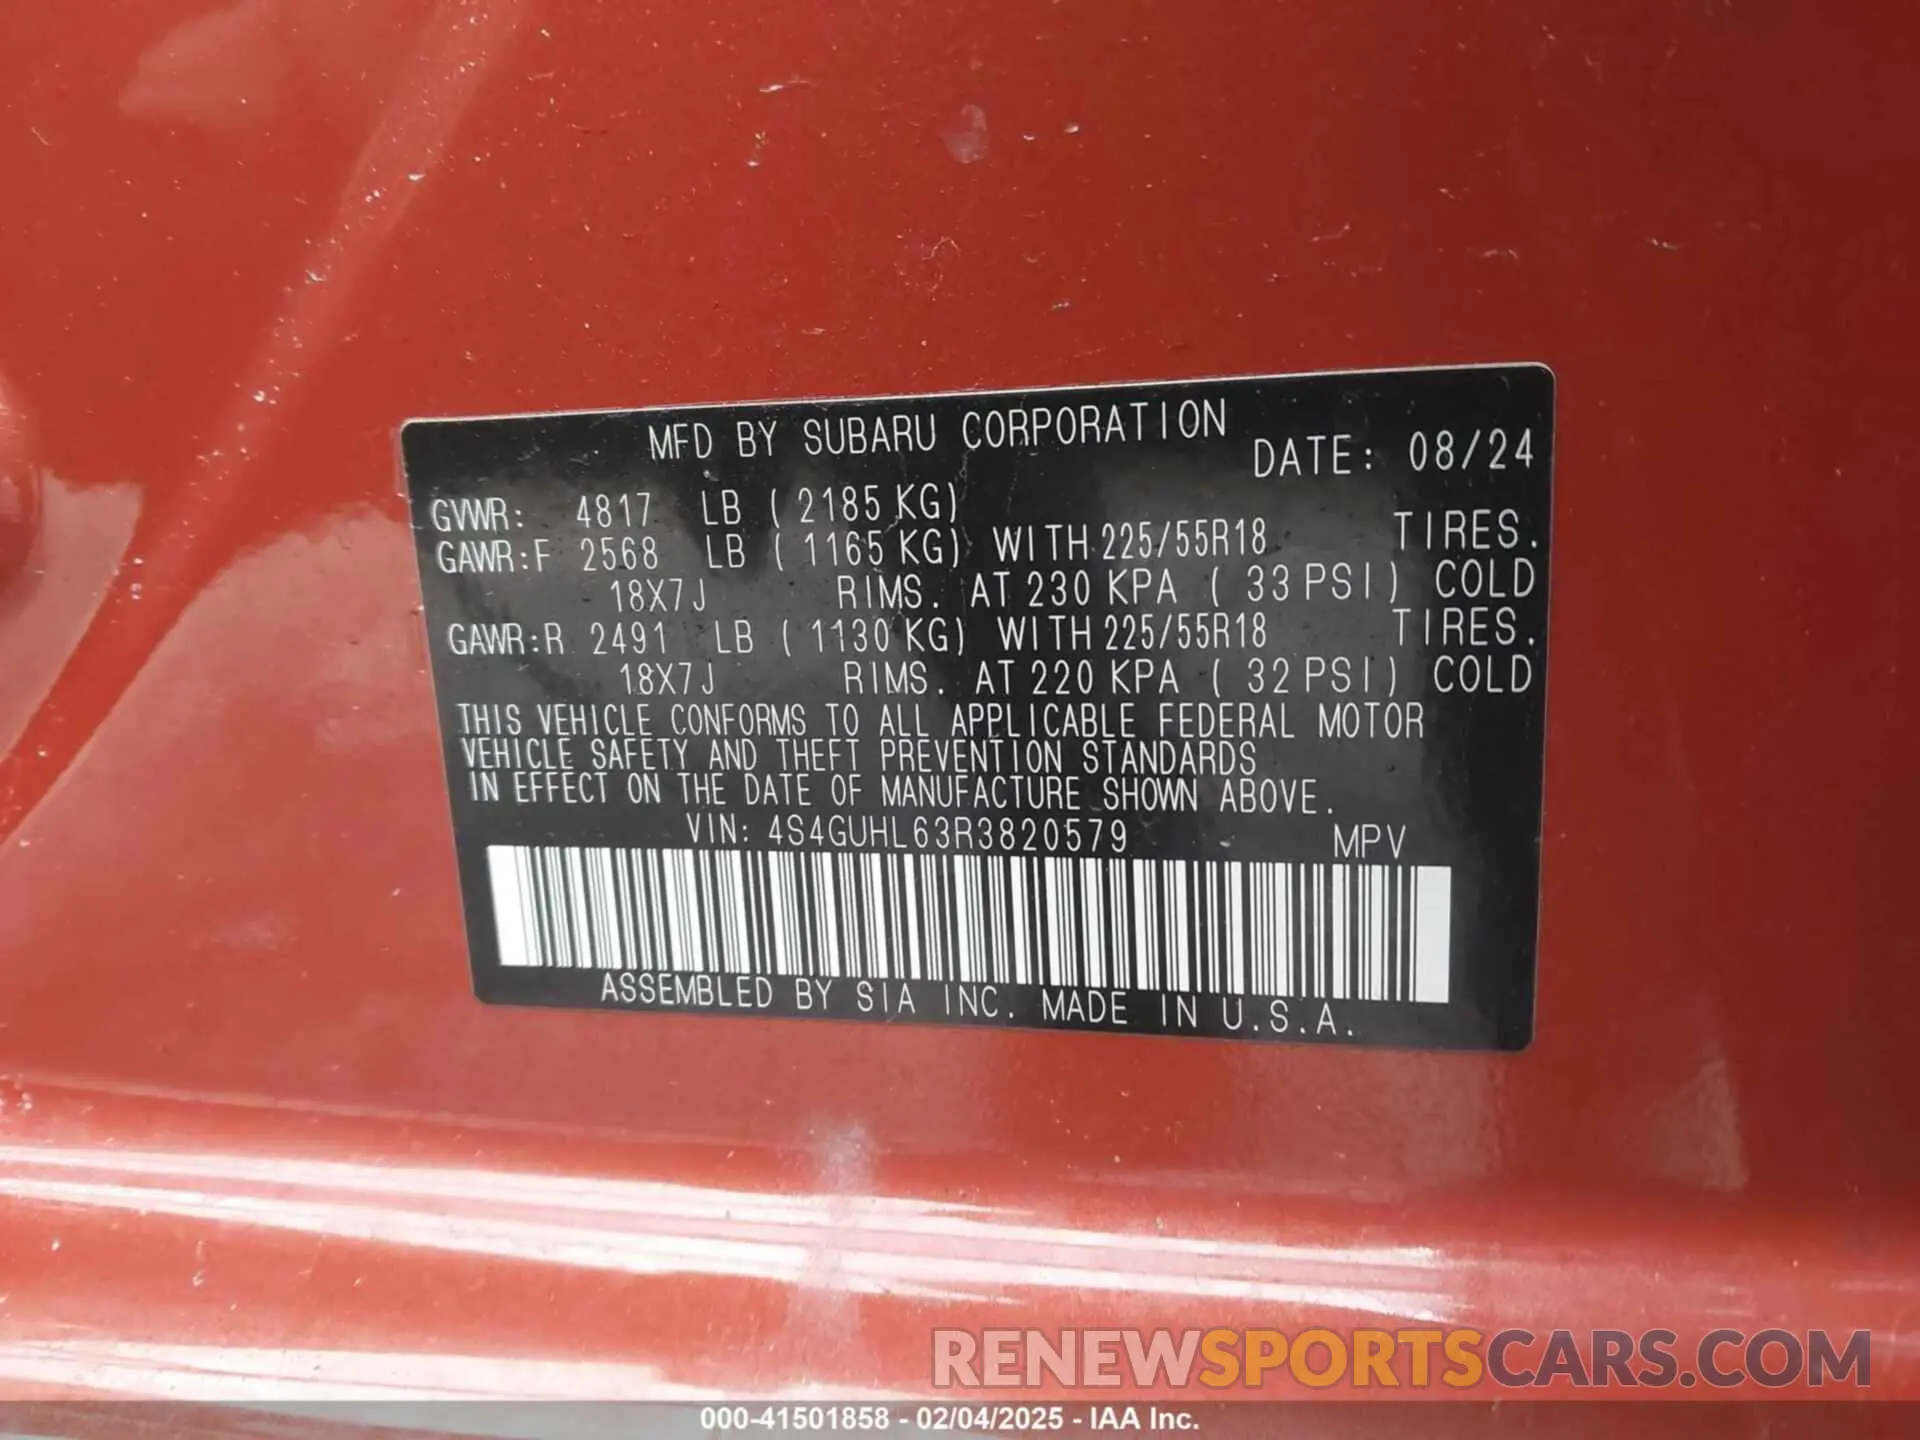 MFD BY SUBARU CORPORATION
DATE: 08/24
GVWR: 4817 LB (2185 KG)
GAWR:F 2568 LB (1165 KG) WITH 225/55R18 TIRES.
18X7J RIMS. AT 230 KPA (33 PSI) COLD
GAWR:R 2491 LB (1130 KG) WITH 225/55R18 TIRES.
18X7J RIMS. AT 220 KPA (32 PSI) COLD
THIS VEHICLE CONFORMS TO ALL APPLICABLE FEDERAL MOTOR
VEHICLE SAFETY AND THEFT PREVENTION STANDARDS
IN EFFECT ON THE DATE OF MANUFACTURE SHOWN ABOVE.
VIN: 4S4GUHL63R3820579 MPV
ASSEMBLED BY SIA INC. MADE IN U.S.A.
RENEWSPORTSCARS.COM
000-41501858 - 02/04/2025 - IAA Inc.